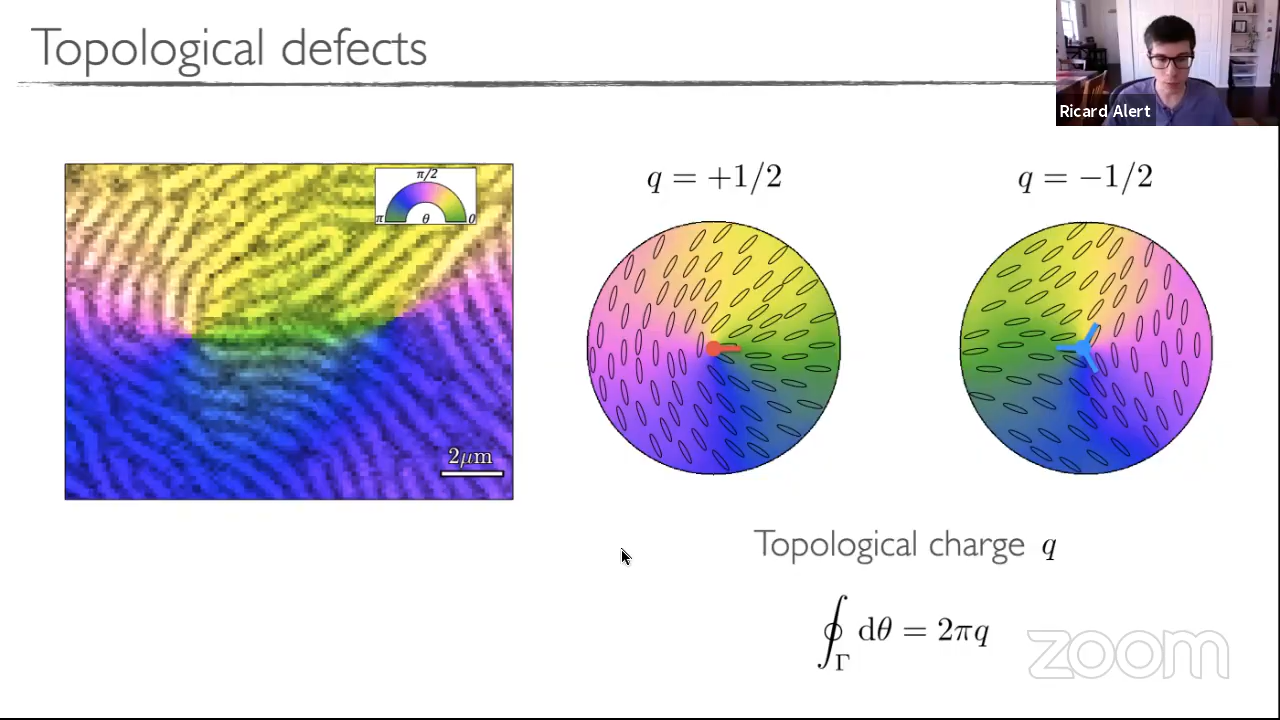 Topological defects
Ricard Alert
π/2
π θ 0
2μm
q = +1/2
q = −1/2
Topological charge q
∮_Γ dθ = 2πq
zoom